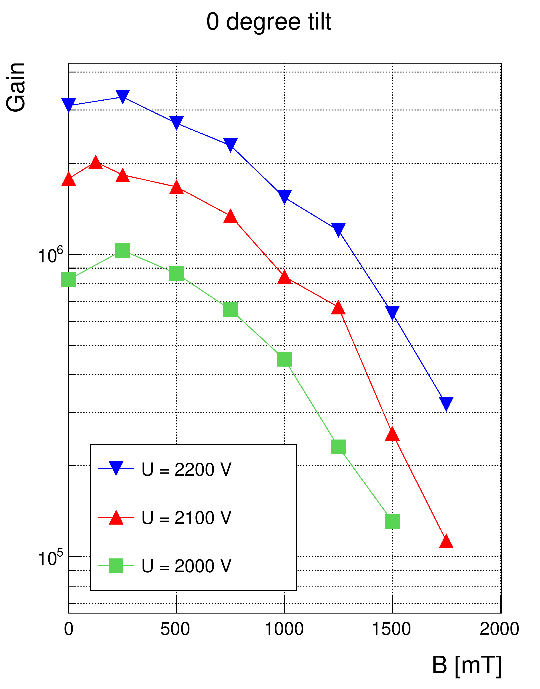 0 degree tilt
Gain
10^6
10^5
U = 2200 V
U = 2100 V
U = 2000 V
0 500 1000 1500 2000
B [mT]